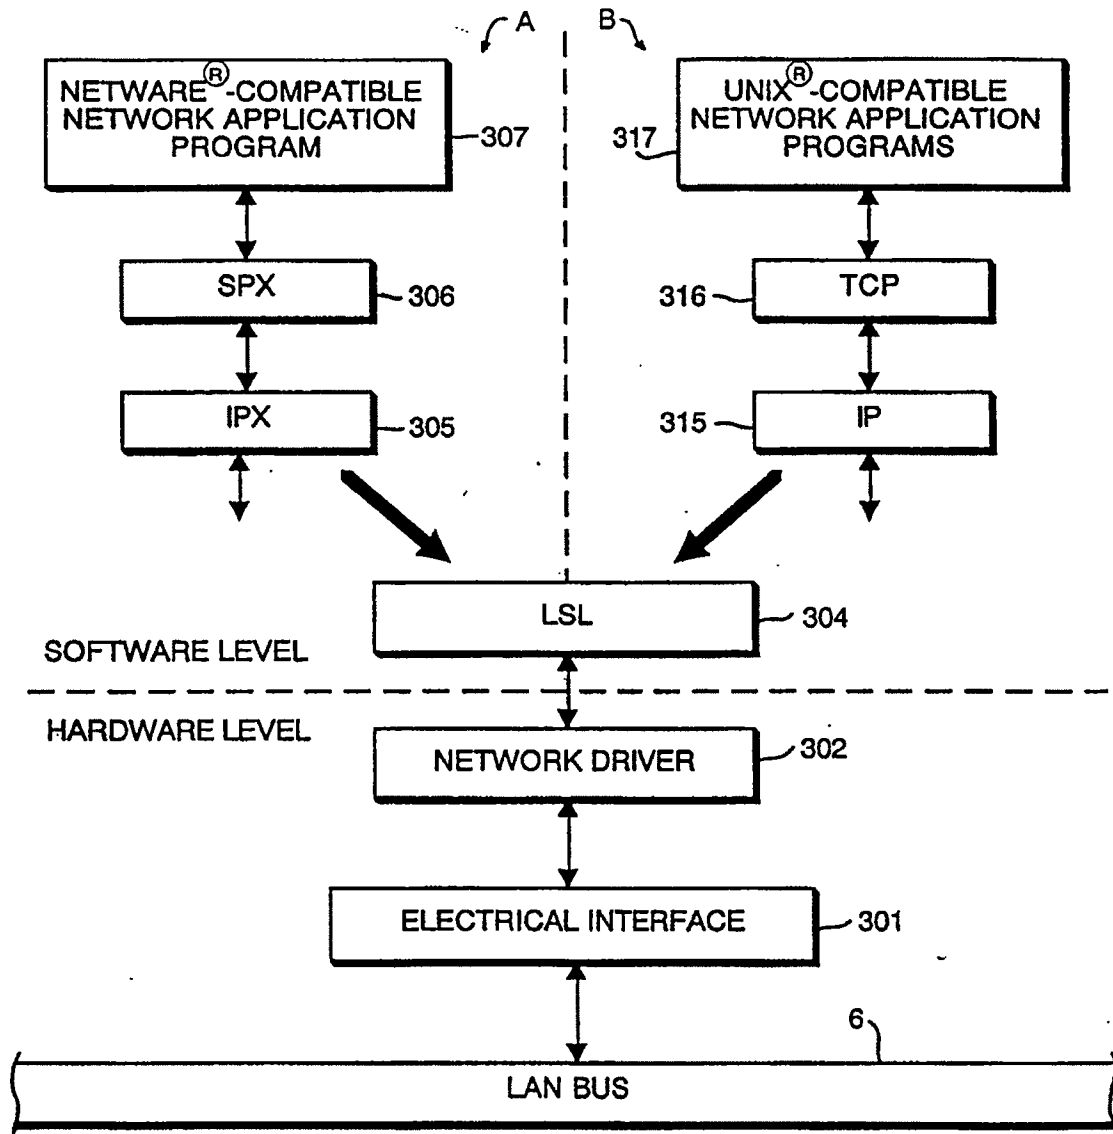 A
B
NETWARE®-COMPATIBLE
NETWORK APPLICATION
PROGRAM
307
317
UNIX®-COMPATIBLE
NETWORK APPLICATION
PROGRAMS
SPX
306
316
TCP
IPX
305
315
IP
LSL
304
SOFTWARE LEVEL
HARDWARE LEVEL
NETWORK DRIVER
302
ELECTRICAL INTERFACE
301
6
LAN BUS